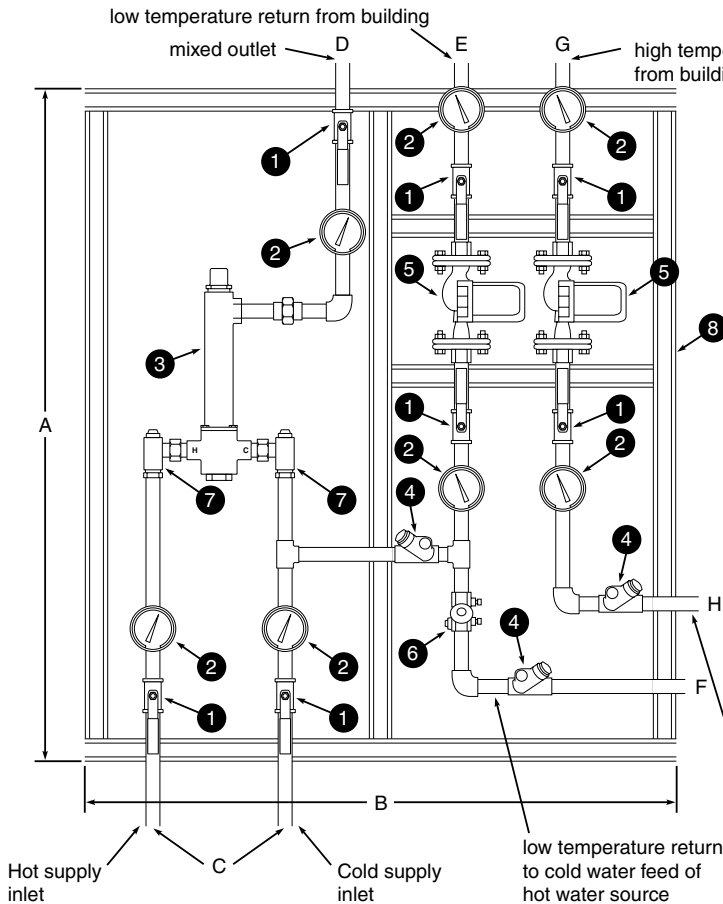 low temperature return from building
mixed outlet
D
E
G
high
from
1
2
2
1
1
2
5
5
3
8
A
1
1
2
2
H
C
7
7
4
4
H
6
4
2
2
1
1
F
B
C
Hot supply
inlet
Cold supply
inlet
low temperature return
to cold water feed of
hot water source